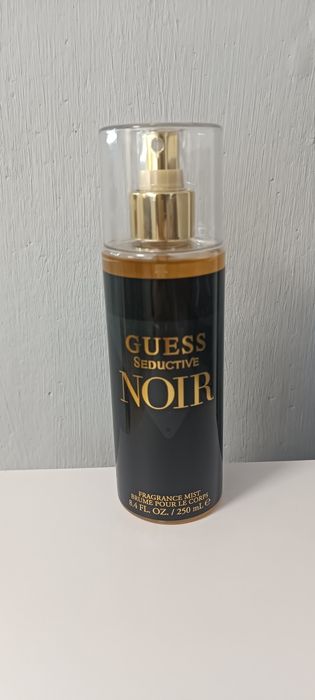 GUESS
SEDUCTIVE
NOIR
FRAGRANCE MIST
BRUME POUR LE CORPS
8.4 FL. OZ. / 250 mL ℮